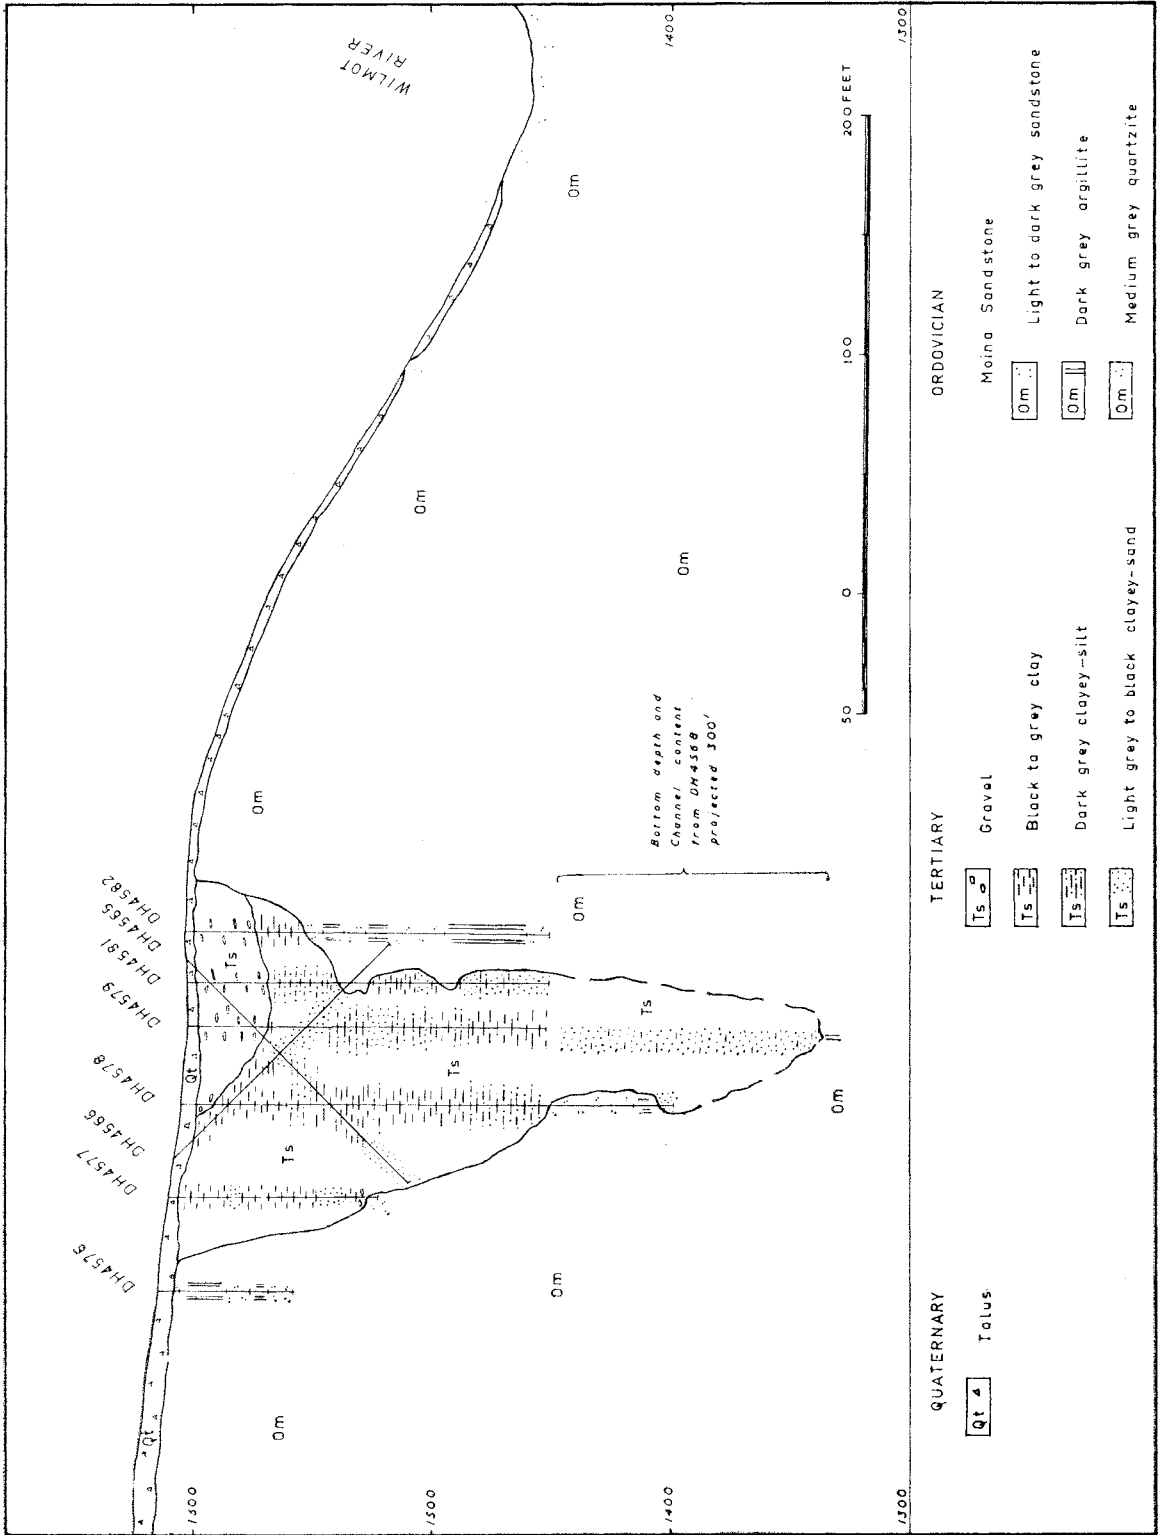 WILMOT
RIVER
DH4576
DH4577
DH4566
DH4578
DH4579
DH4581
DH4565
DH4582
1500
1400
1300
1400
1300
Qt
Qt
Ts
Ts
Ts
Ts
Om
Om
Om
Om
Om
Om
Om
Om
Om
Bottom depth and
Channel content
from DH4568
projected 300'
50 0 100 200 FEET
QUATERNARY
Qt Talus
TERTIARY
Ts Gravel
Ts Black to grey clay
Ts Dark grey clayey-silt
Ts Light grey to black clayey-sand
ORDOVICIAN
Moina Sandstone
Om Light to dark grey sandstone
Om Dark grey argillite
Om Medium grey quartzite